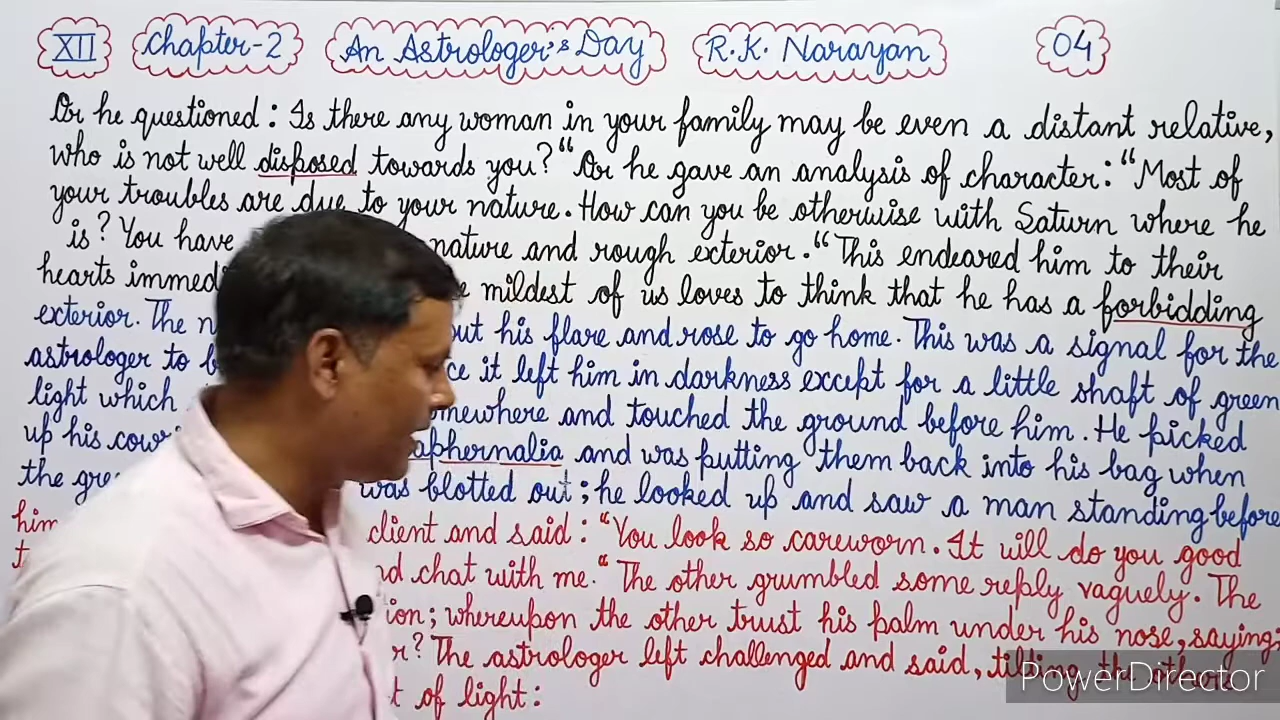 XII Chapter-2 An Astrologer's Day R.K. Narayan 04
Or he questioned : Is there any woman in your family may be even a distant relative,
who is not well disposed towards you?" Or he gave an analysis of character: "Most of
your troubles are due to your nature. How can you be otherwise with Saturn where he
is? You have nature and rough exterior." This endeared him to their
hearts mildest of us loves to think that he has a forbidding
exterior. The out his flare and rose to go home. This was a signal for the
astrologer to it left him in darkness except for a little shaft of green
light which and touched the ground before him. He picked
up his and was putting them back into his bag when
the was blotted out; he looked up and saw a man standing before
him client and said : "You look so careworn. It will do you good
chat with me." The other grumbled some reply vaguely. The
whereupon the other trust his palm under his nose, saying;
The astrologer left challenged and said, tilting the others
of light:
PowerDirector